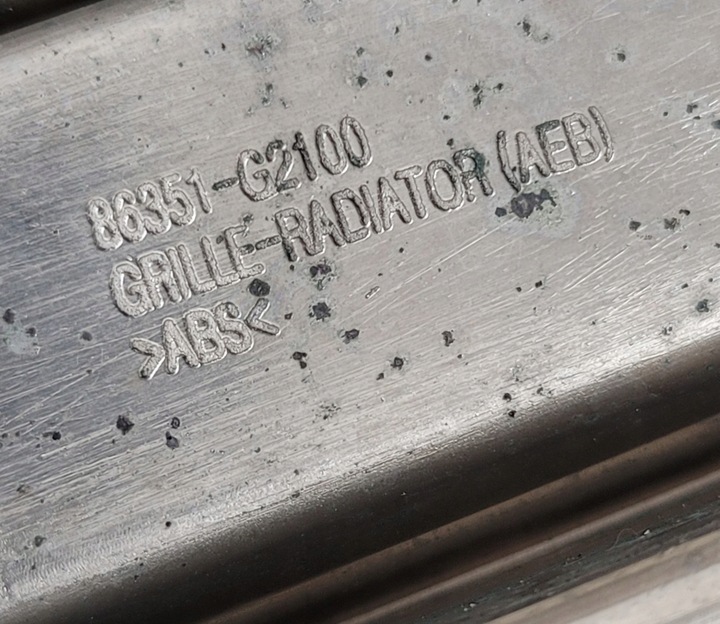 86351-G2100
GRILLE-RADIATOR (AEB)
>ABS<